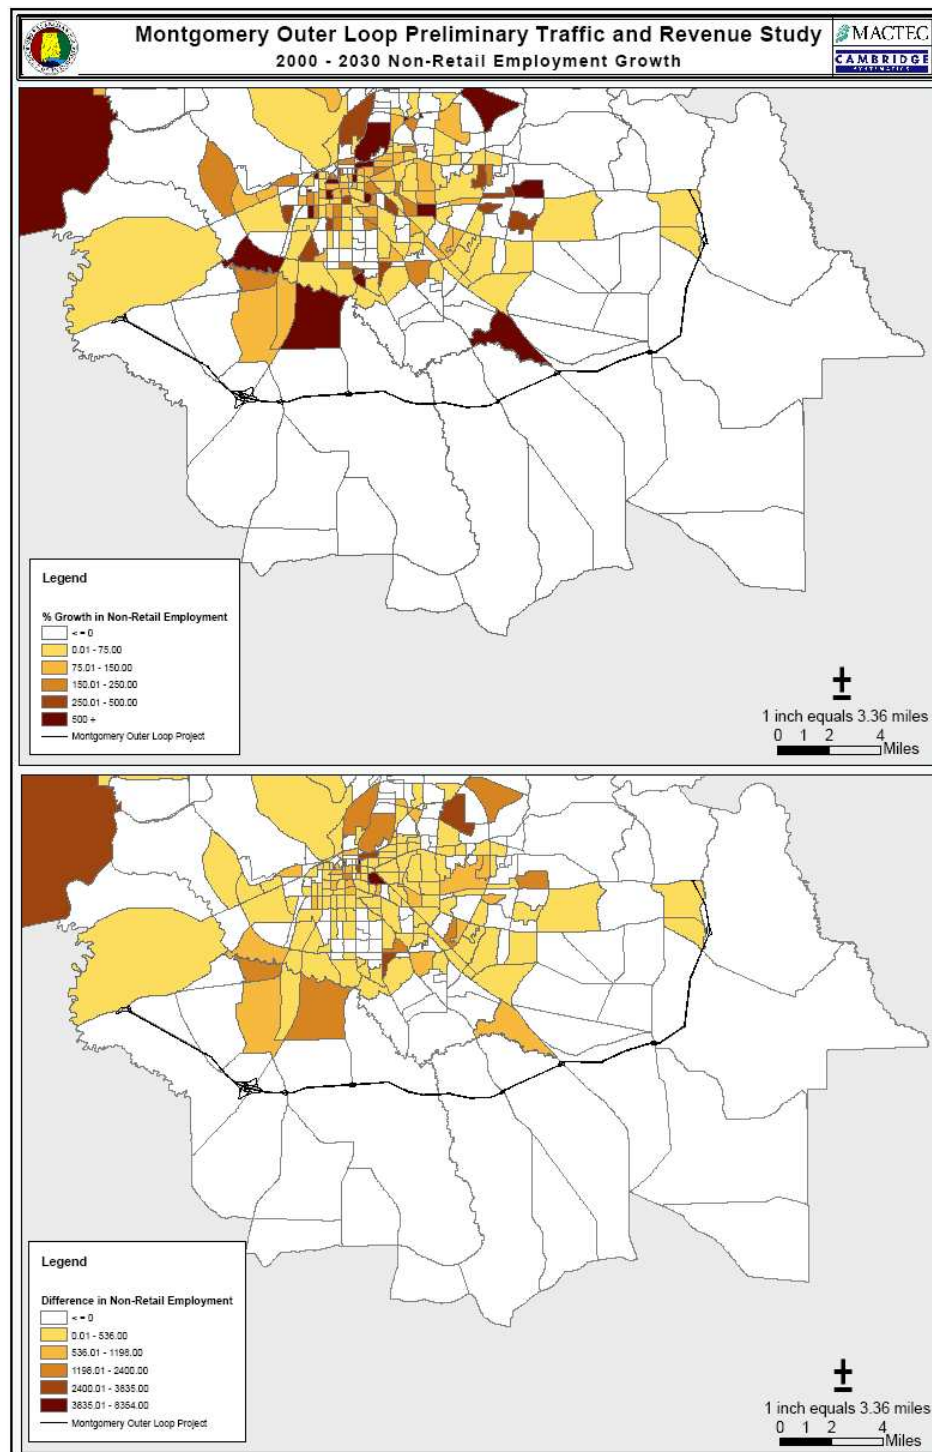 Montgomery Outer Loop Preliminary Traffic and Revenue Study
2000 - 2030 Non-Retail Employment Growth
MACTEC
CAMBRIDGE
SYSTEMATICS
Legend
% Growth in Non-Retail Employment
< = 0
0.01 - 75.00
75.01 - 150.00
150.01 - 250.00
250.01 - 500.00
500 +
Montgomery Outer Loop Project
1 inch equals 3.36 miles
0 1 2 4
Miles
Legend
Difference in Non-Retail Employment
< = 0
0.01 - 536.00
536.01 - 1198.00
1198.01 - 2400.00
2400.01 - 3835.00
3835.01 - 8354.00
Montgomery Outer Loop Project
1 inch equals 3.36 miles
0 1 2 4
Miles